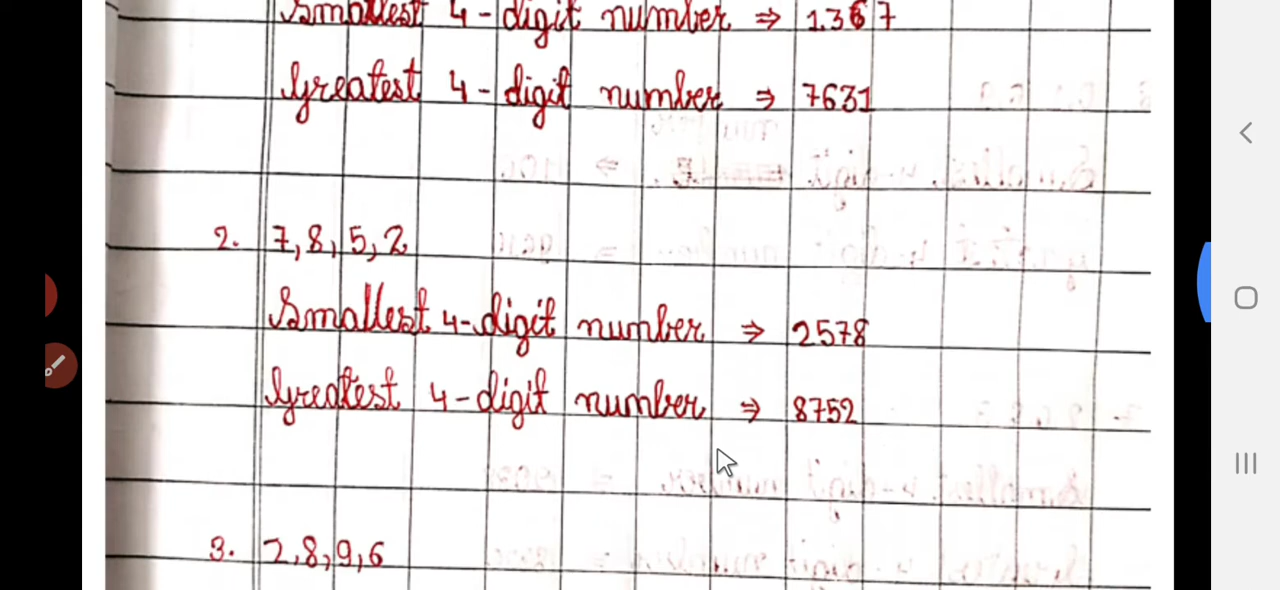 Smallest 4-digit number ⇒ 1367
Greatest 4-digit number ⇒ 7631
2. 7, 8, 5, 2
Smallest 4-digit number ⇒ 2578
Greatest 4-digit number ⇒ 8752
3. 2, 8, 9, 6